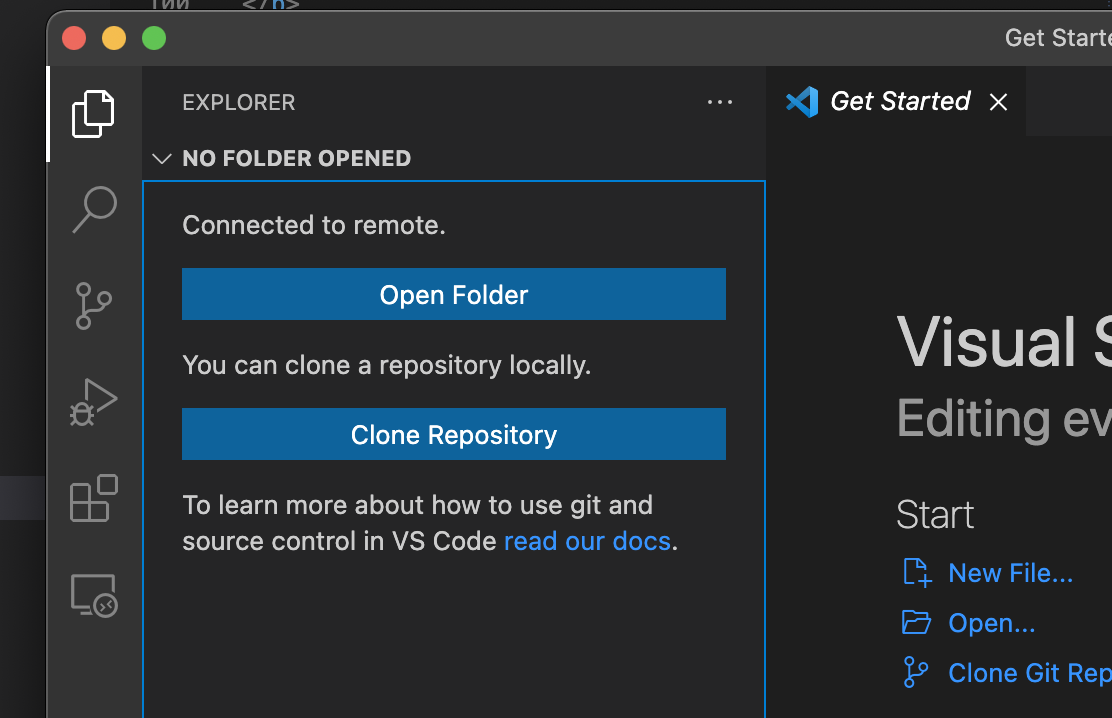 100 </b>
Get Starte
EXPLORER
Get Started
NO FOLDER OPENED
Connected to remote.
Open Folder
You can clone a repository locally.
Clone Repository
To learn more about how to use git and
source control in VS Code read our docs.
Visual S
Editing ev
Start
New File...
Open...
Clone Git Rep